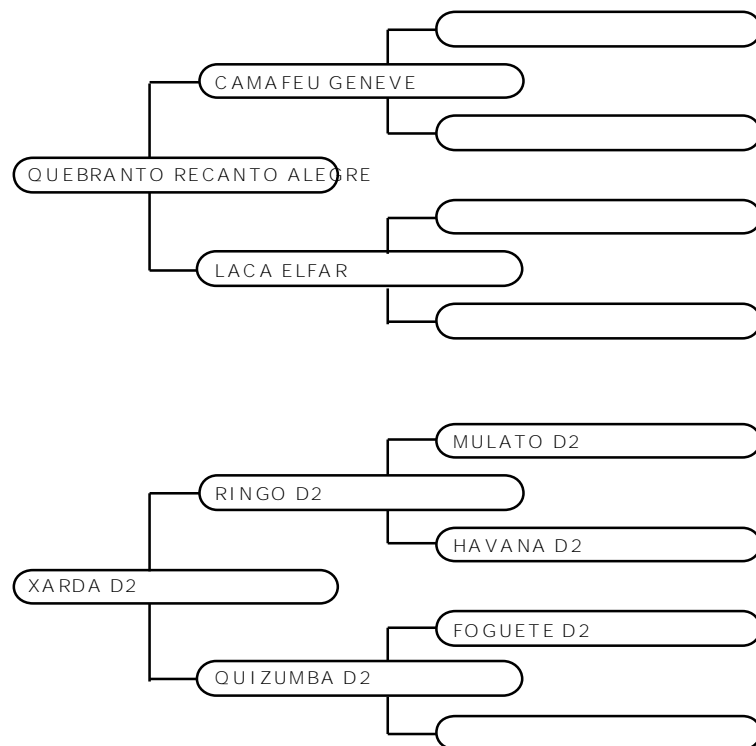 CAMAFEU GENEVE
QUEBRANTO RECANTO ALEGRE
LACA ELFAR
MULATO D2
RINGO D2
HAVANA D2
XARDA D2
FOGUETE D2
QUIZUMBA D2